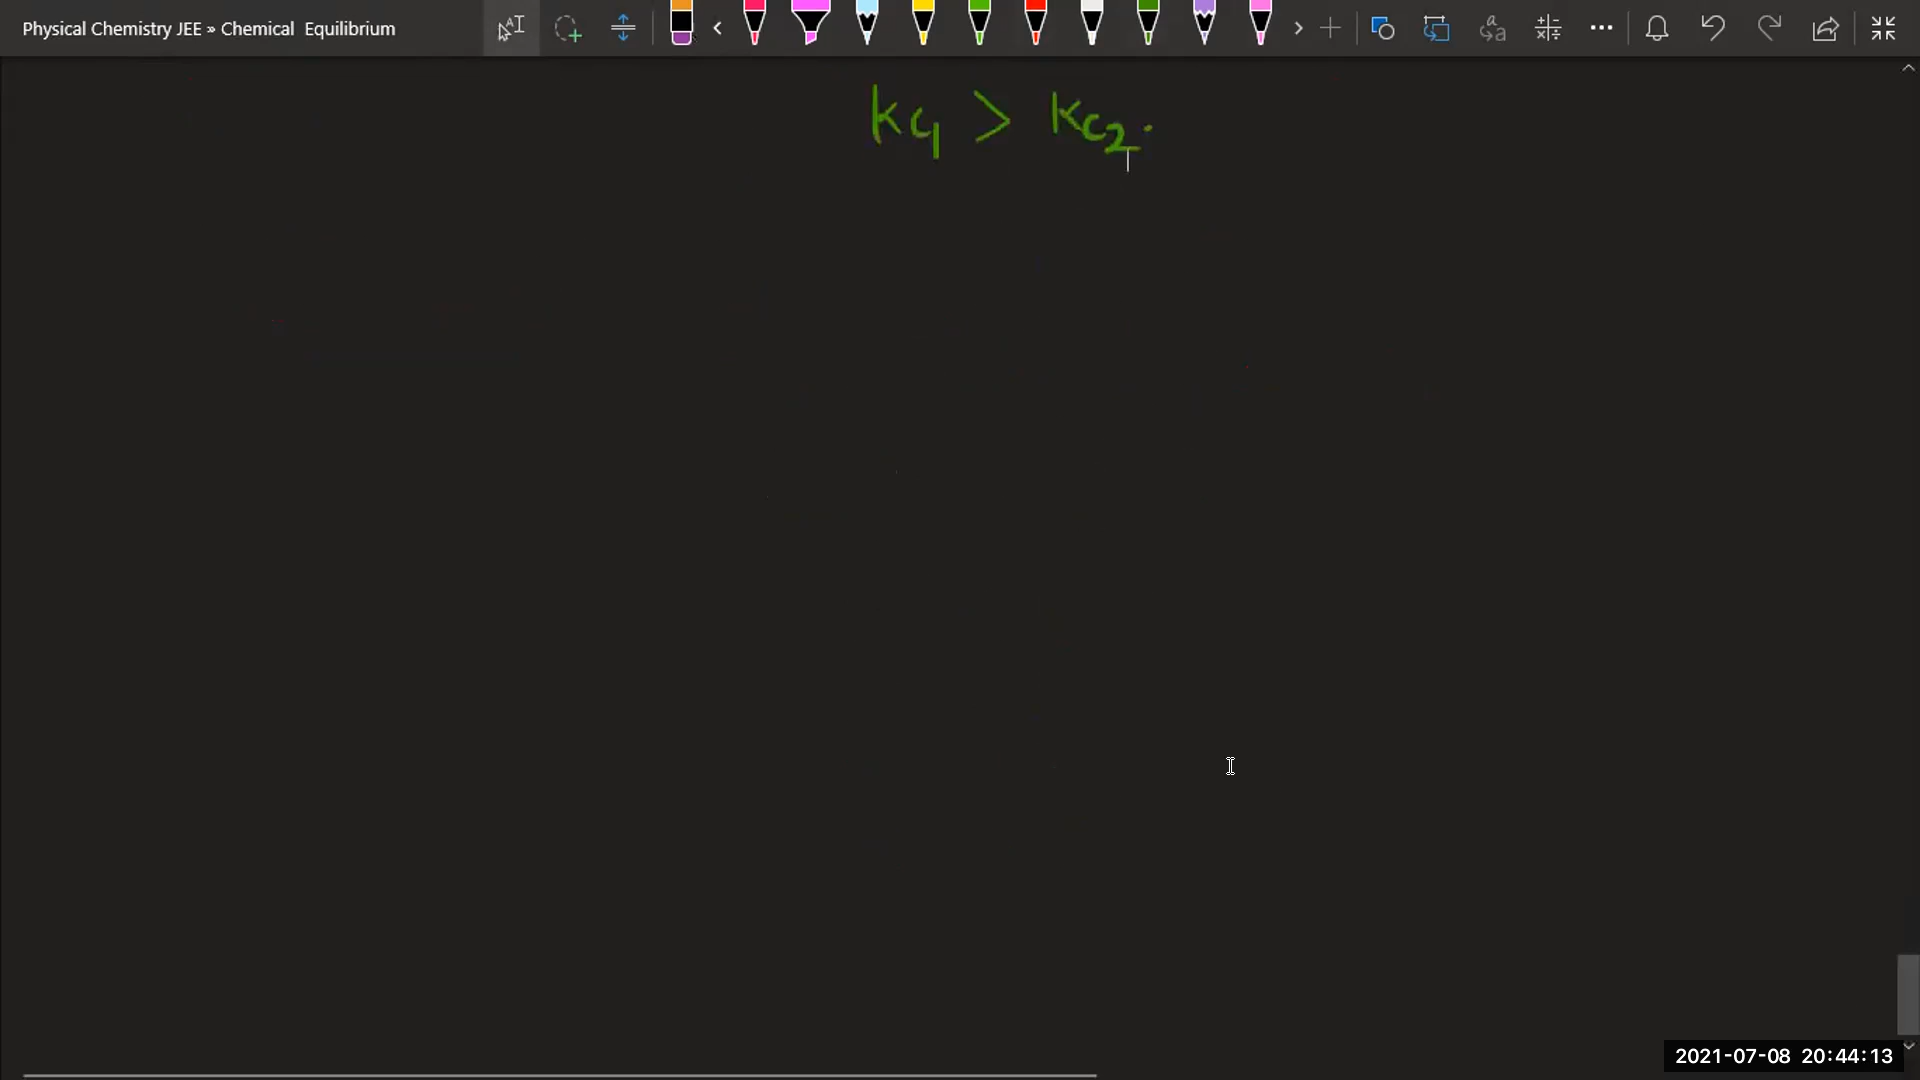 Physical Chemistry JEE » Chemical Equilibrium
Kc1 > Kc2.
2021-07-08 20:44:13